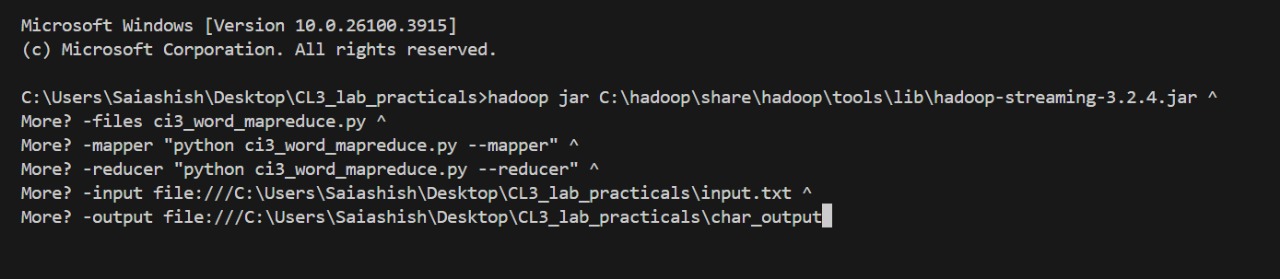 Microsoft Windows [Version 10.0.26100.3915]
(c) Microsoft Corporation. All rights reserved.
C:\Users\Saiashish\Desktop\CL3_lab_practicals>hadoop jar C:\hadoop\share\hadoop\tools\lib\hadoop-streaming-3.2.4.jar ^
More? -files ci3_word_mapreduce.py ^
More? -mapper "python ci3_word_mapreduce.py --mapper" ^
More? -reducer "python ci3_word_mapreduce.py --reducer" ^
More? -input file:///C:\Users\Saiashish\Desktop\CL3_lab_practicals\input.txt ^
More? -output file:///C:\Users\Saiashish\Desktop\CL3_lab_practicals\char_output